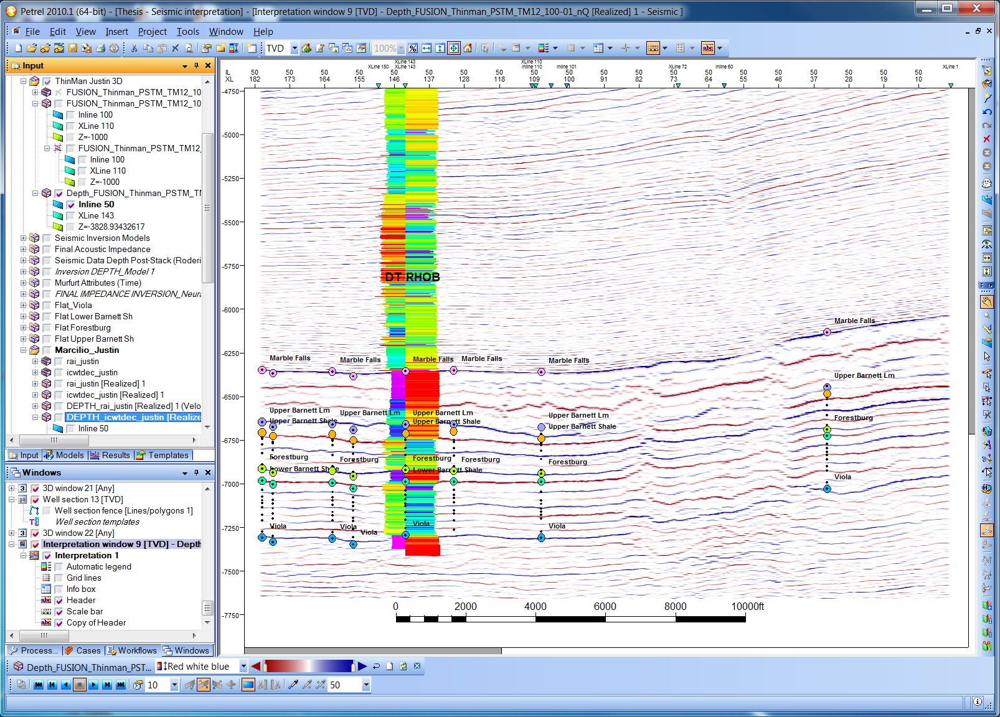 Petrel 2010.1 (64-bit) - [Thesis - Seismic interpretation] - [Interpretation window 9 [TVD] - Depth_FUSION_Thinman_PSTM_TM12_100-01_nQ [Realized] 1 - Seismic ]
File Edit View Insert Project Tools Window Help
TVD 100%
Input
ThinMan Justin 3D
FUSION_Thinman_PSTM_TM12_10
FUSION_Thinman_PSTM_TM12_10
Inline 100
XLine 110
Z=-1000
FUSION_Thinman_PSTM_TM12_
Inline 100
XLine 110
Z=-1000
Depth_FUSION_Thinman_PSTM_TM
Inline 50
XLine 143
Z=-3828.93432617
Seismic Inversion Models
Final Acoustic Impedance
Seismic Data Depth Post-Stack (Roderi
Inversion DEPTH_Model 1
Murfurt Attributes (Time)
FINAL IMPEDANCE INVERSION_Neura
Flat_Viola
Flat Lower Barnett Sh
Flat Forestburg
Flat Upper Barnett Sh
Marcilio_Justin
rai_justin
icwtdec_justin
rai_justin [Realized] 1
icwtdec_justin [Realized] 1
DEPTH_rai_justin [Realized] 1 (Velo
DEPTH_icwtdec_justin [Realize
Inline 50
Input Models Results Templates
Windows
3D window 21 [Any]
Well section 13 [TVD]
Well section fence [Lines/polygons 1]
Well section templates
3D window 22 [Any]
Interpretation window 9 [TVD] - Depth
Interpretation 1
Automatic legend
Grid lines
Info box
Header
Scale bar
Copy of Header
Process... Cases Workflows Windows
XLine 143 XLine 110
XLine 150 XLine 143 Inline 110 Inline 101 XLine 72 Inline 60 XLine 1
IL 50 50 50 50 50 50 50 50 50 50 50 50 50 50 50 50 50 50 50 50
XL 182 173 164 155 146 137 128 118 109 100 91 82 73 64 55 46 37 28 19 10
-4750
-5000
-5250
-5500
-5750
DT RHOB
-6000
Marble Falls
-6250
Marble Falls Marble Falls Marble Falls Marble Falls Marble Falls
Upper Barnett Lm
-6500
Upper Barnett Lm Upper Barnett Lm Upper Barnett Lm Upper Barnett Lm
Forestburg
Upper Barnett Shale Upper Barnett Shale Upper Barnett Shale
-6750
Forestburg Forestburg Forestburg Forestburg Forestburg
Lower Barnett Shale Lower Barnett Shale
Viola
-7000
-7250
Viola Viola Viola Viola Viola
-7500
0 2000 4000 6000 8000 10000ft
-7750
Depth_FUSION_Thinman_PST... Red white blue
10 50